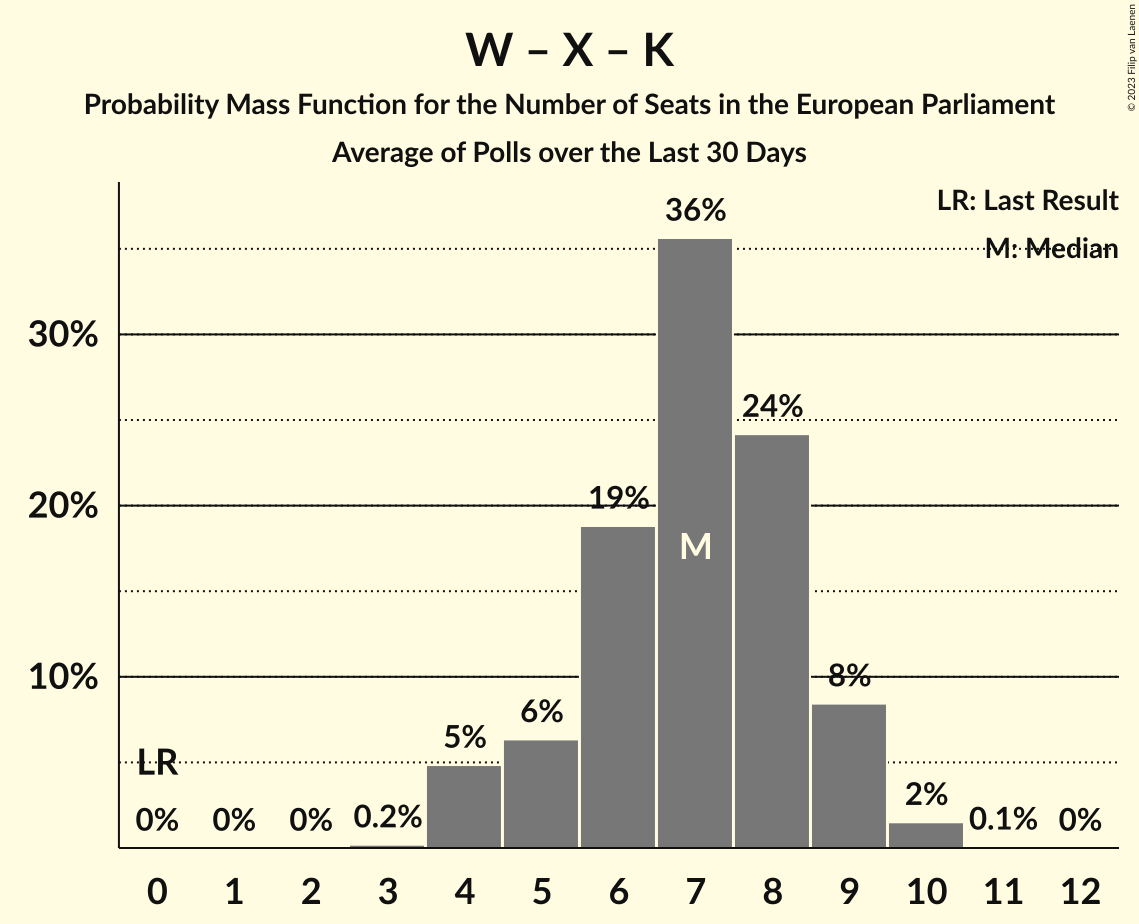 W – X – K
Probability Mass Function for the Number of Seats in the European Parliament
Average of Polls over the Last 30 Days
© 2023 Filip van Laenen
LR: Last Result
M: Median
36%
30%
24%
20%
19%
M
10%
8%
6%
5%
LR
2%
0% 0% 0% 0.2% 0.1% 0%
0 1 2 3 4 5 6 7 8 9 10 11 12